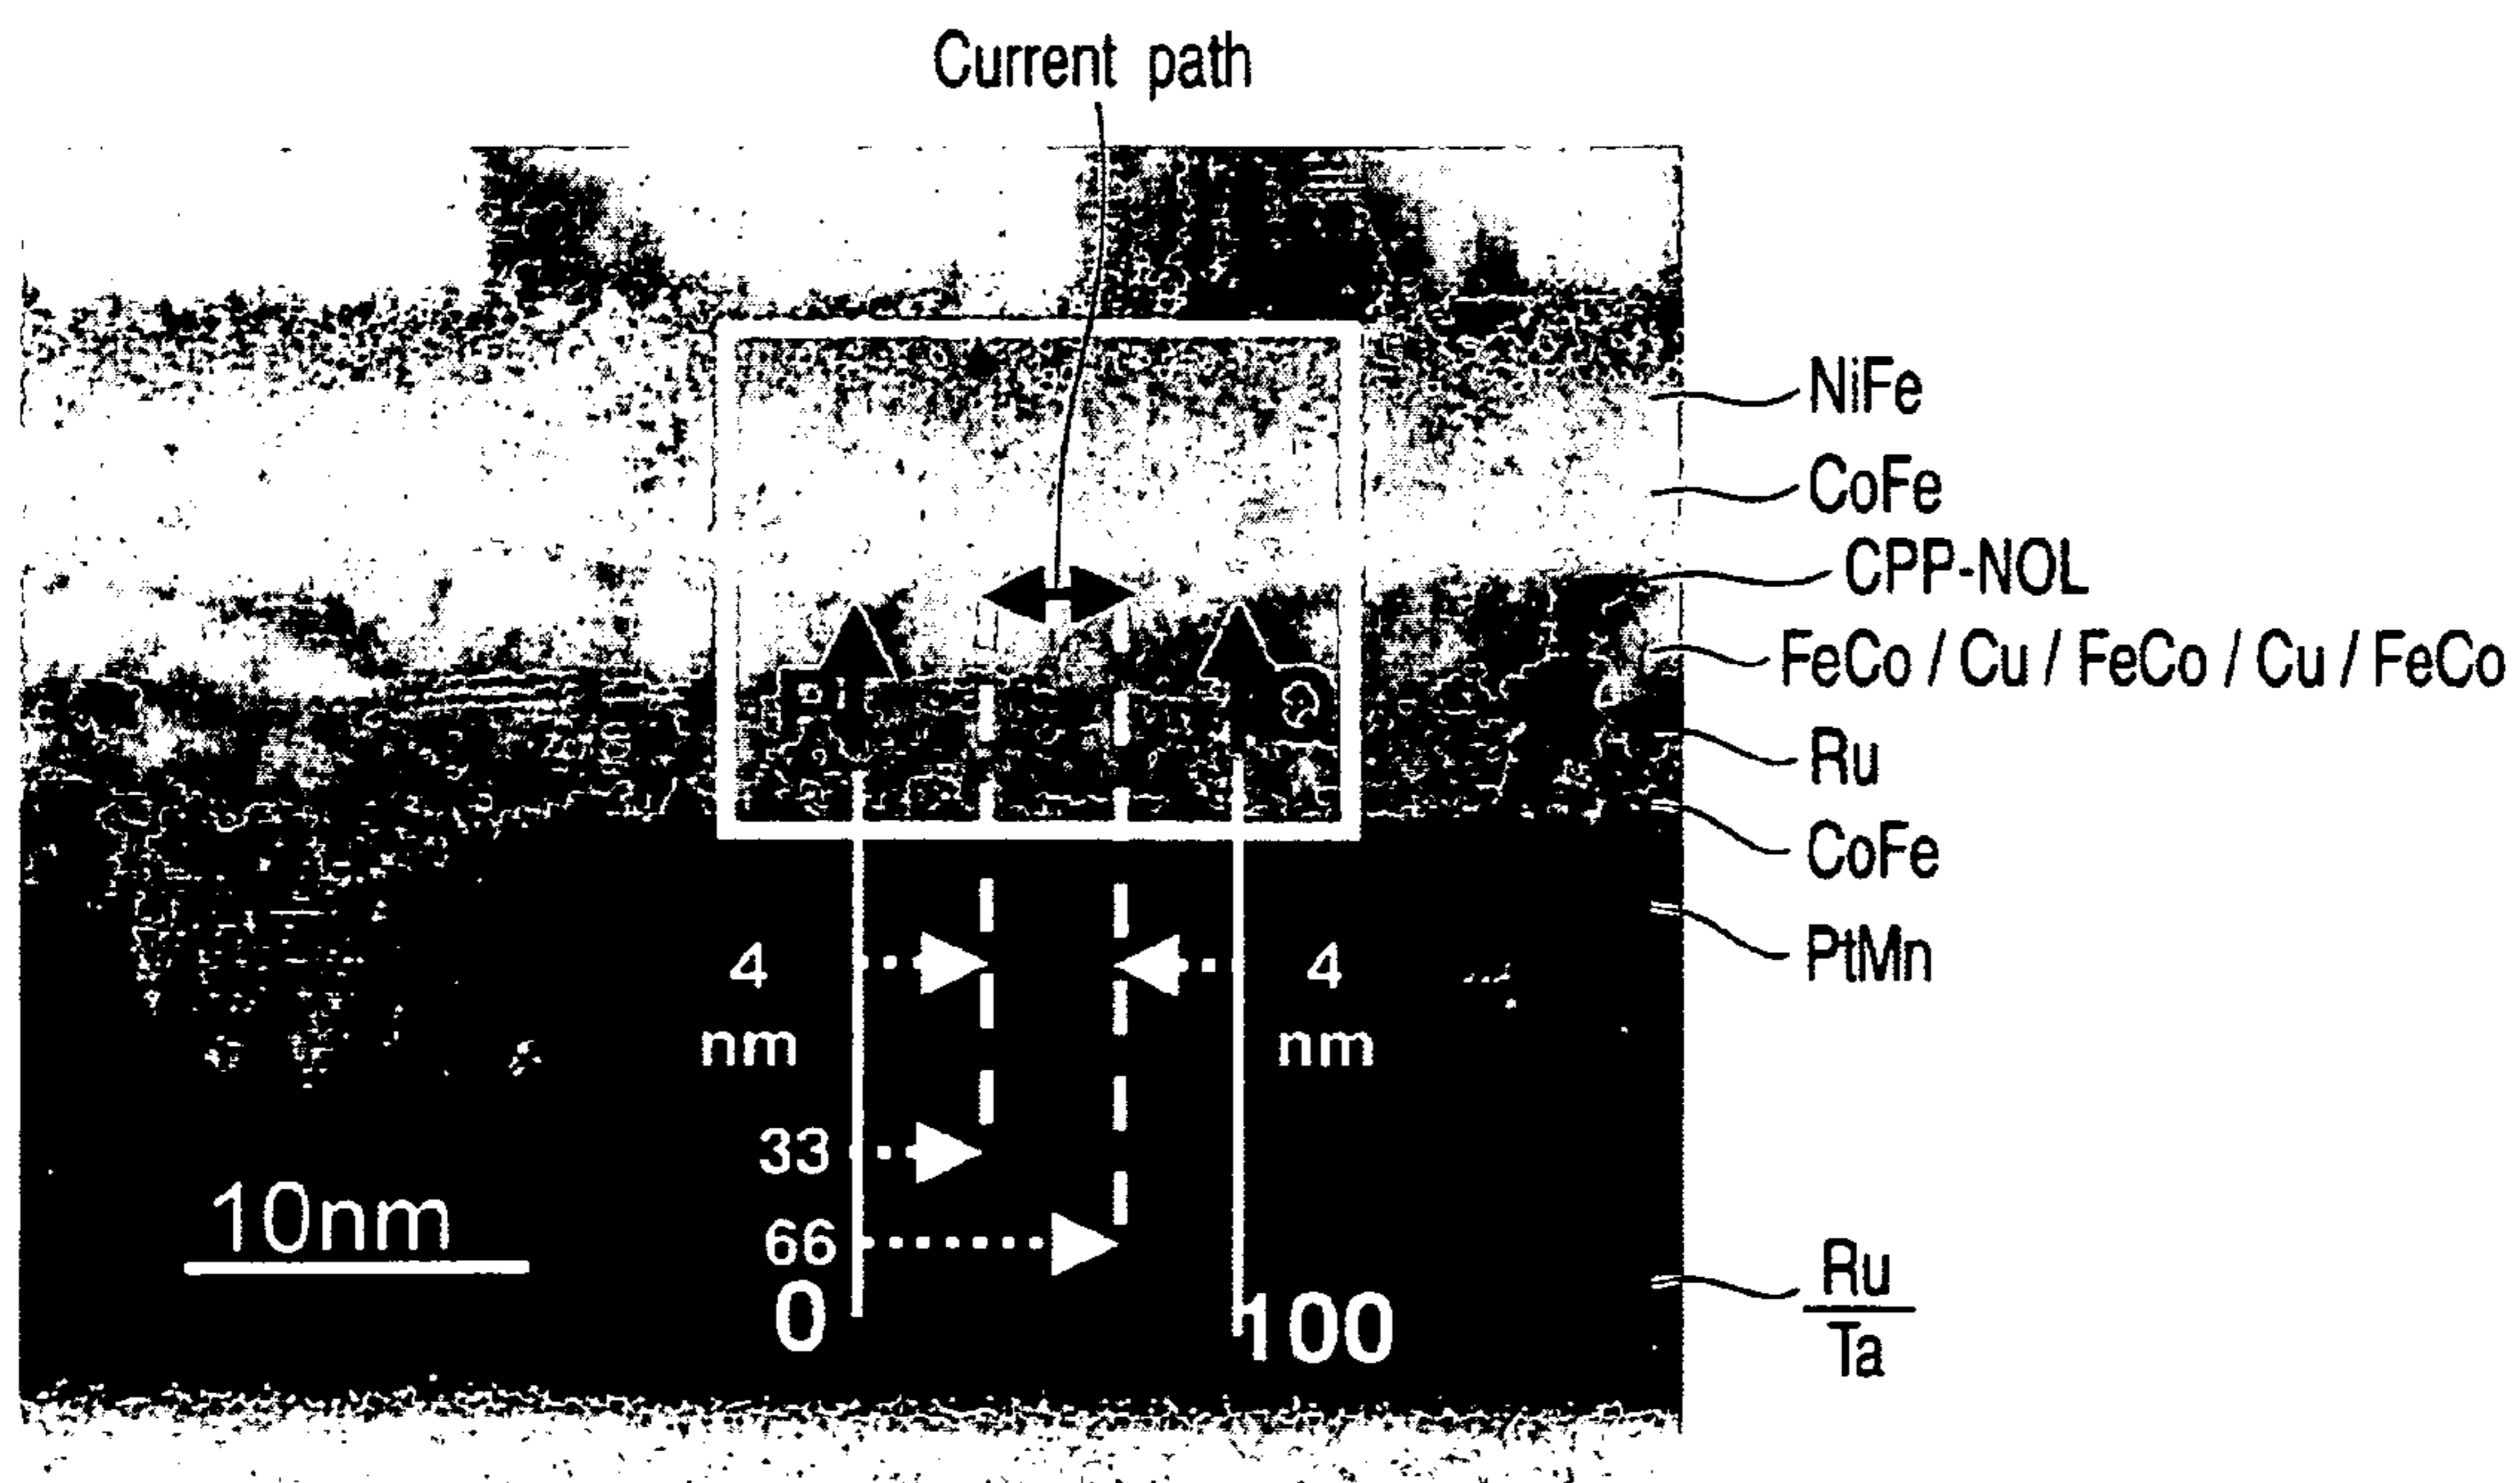 Current path
NiFe
CoFe
CPP-NOL
FeCo / Cu / FeCo / Cu / FeCo
P
Q
Ru
CoFe
PtMn
4
nm
4
nm
33
10nm
66
0
100
Ru
Ta